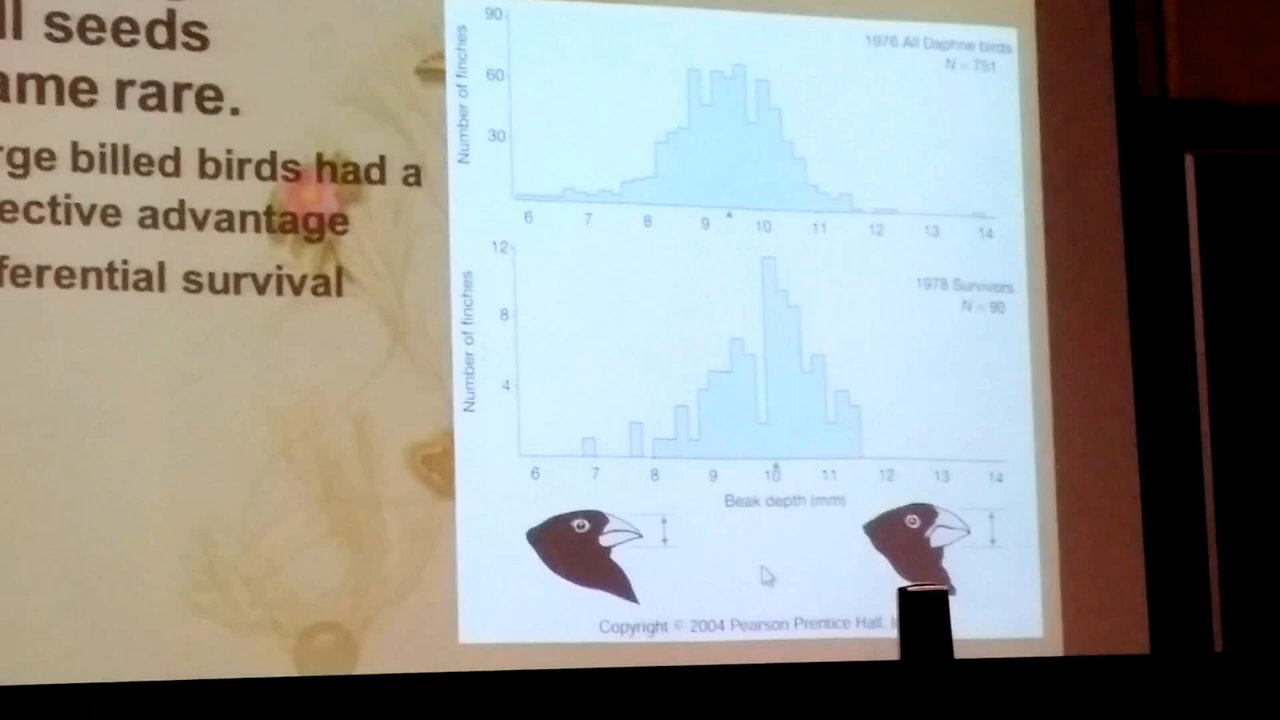 ll seeds
ame rare.
rge billed birds had a
ective advantage
ferential survival
90
60
30
Number of finches
1976 All Daphne birds
N = 751
6 7 8 9 10 11 12 13 14
12
8
4
Number of finches
1978 Survivors
N = 90
6 7 8 9 10 11 12 13 14
Beak depth (mm)
Copyright © 2004 Pearson Prentice Hall, I